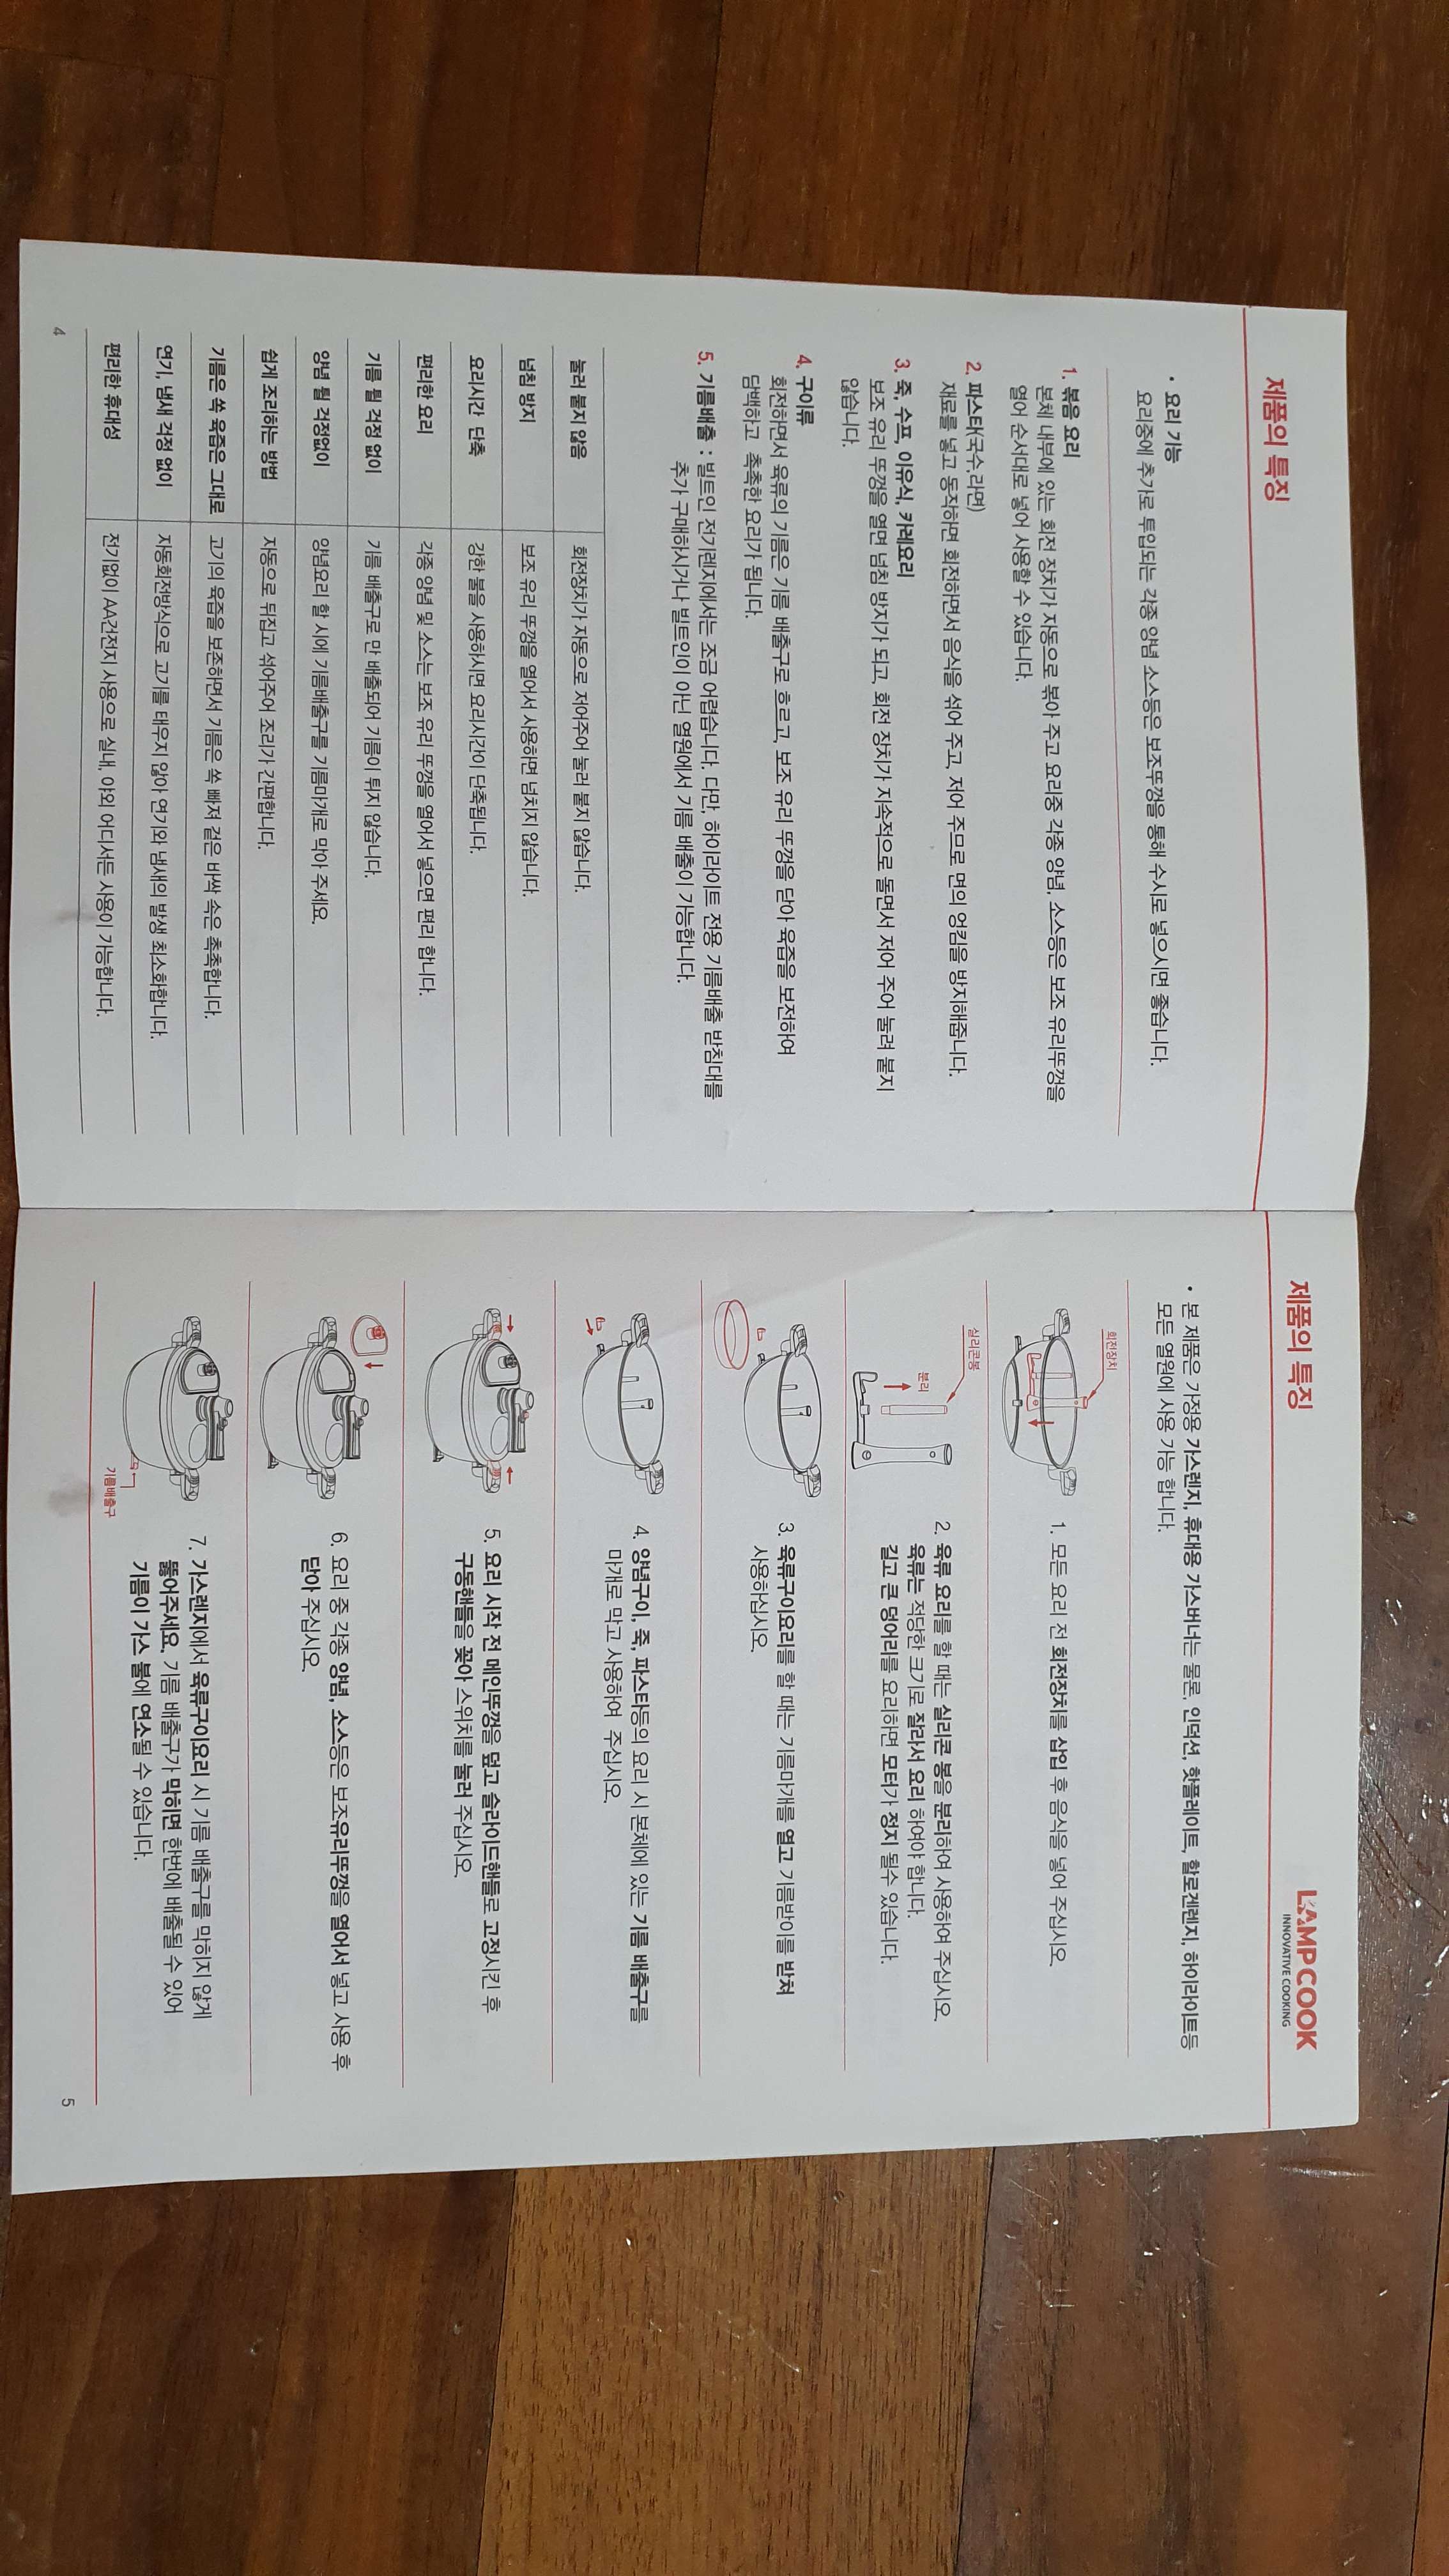 제품의 특징
• 요리 기능
요리중에 추가로 투입되는 각종 양념 소스등은 보조뚜껑을 통해 수시로 넣으시면 좋습니다.
1. 볶음 요리
본체 내부에 있는 회전 장치가 자동으로 볶아 주고 요리중 각종 양념, 소스등은 보조 유리뚜껑을
열어 순서대로 넣어 사용할 수 있습니다.
2. 파스타(국수.라면)
재료를 넣고 동작하면 회전하면서 음식을 섞어 주고, 저어 주므로 면의 엉킴을 방지해줍니다.
3. 죽, 수프, 이유식, 카레요리
보조 유리 뚜껑을 열면 넘침 방지가 되고, 회전 장치가 지속적으로 돌면서 저어 주어 눌려 붙지
않습니다.
4. 구이류
회전하면서 육류의 기름은 기름 배출구로 흐르고, 보조 유리 뚜껑을 닫아 육즙을 보전하여
담백하고 촉촉한 요리가 됩니다.
5. 기름배출 : 빌트인 전기렌지에서는 조금 어렵습니다. 다만, 하이라이트 전용 기름배출 받침대를
추가 구매하시거나 빌트인이 아닌 열원에서 기름 배출이 가능합니다.
눌러 붙지 않음 회전장치가 자동으로 저어주어 눌러 붙지 않습니다.
넘침 방지 보조 유리 뚜껑을 열어서 사용하면 넘치지 않습니다.
요리시간 단축 강한 불을 사용하시면 요리시간이 단축됩니다.
편리한 요리 각종 양념 및 소스는 보조 유리 뚜껑을 열어서 넣으면 편리 합니다.
기름 튈 걱정 없이 기름 배출구로 만 배출되어 기름이 튀지 않습니다.
양념 튈 걱정없이 양념요리 할 시에 기름배출구를 기름마개로 막아 주세요.
쉽게 조리하는 방법 자동으로 뒤집고 섞어주어 조리가 간편합니다.
기름은 쏙 육즙은 그대로 고기의 육즙을 보존하면서 기름은 쏙 빠져 겉은 바싹 속은 촉촉합니다.
연기, 냄새 걱정 없이 자동회전방식으로 고기를 태우지 않아 연기와 냄새의 발생 최소화합니다.
편리한 휴대성 전기없이 AA건전지 사용으로 실내, 야외 어디서든 사용이 가능합니다.
4
제품의 특징
LAMPCOOK
INNOVATIVE COOKING
• 본 제품은 가정용 가스렌지, 휴대용 가스버너는 물론, 인덕션, 핫플레이트, 할로겐렌지, 하이라이트등
모든 열원에 사용 가능 합니다.
회전장치
1. 모든 요리 전 회전장치를 삽입 후 음식을 넣어 주십시오.
실리콘봉
분리
2. 육류 요리를 할 때는 실리콘 봉을 분리하여 사용하여 주십시오.
육류는 적당한 크기로 잘라서 요리 하여야 합니다.
길고 큰 덩어리를 요리하면 모터가 정지 될수 있습니다.
3. 육류구이요리를 할 때는 기름마개를 열고 기름받이를 받쳐
사용하십시오.
4. 양념구이, 죽, 파스타등의 요리 시 본체에 있는 기름 배출구를
마개로 막고 사용하여 주십시오.
5. 요리 시작 전 메인뚜껑을 덮고 슬라이드핸들로 고정시킨 후
구동핸들을 꽂아 스위치를 눌러 주십시오.
6. 요리 중 각종 양념, 소스등은 보조유리뚜껑을 열어서 넣고 사용 후
닫아 주십시오.
기름배출구
7. 가스렌지에서 육류구이요리 시 기름 배출구를 막히지 않게
뚫어주세요. 기름 배출구가 막히면 한번에 배출될 수 있어
기름이 가스 불에 연소될 수 있습니다.
5